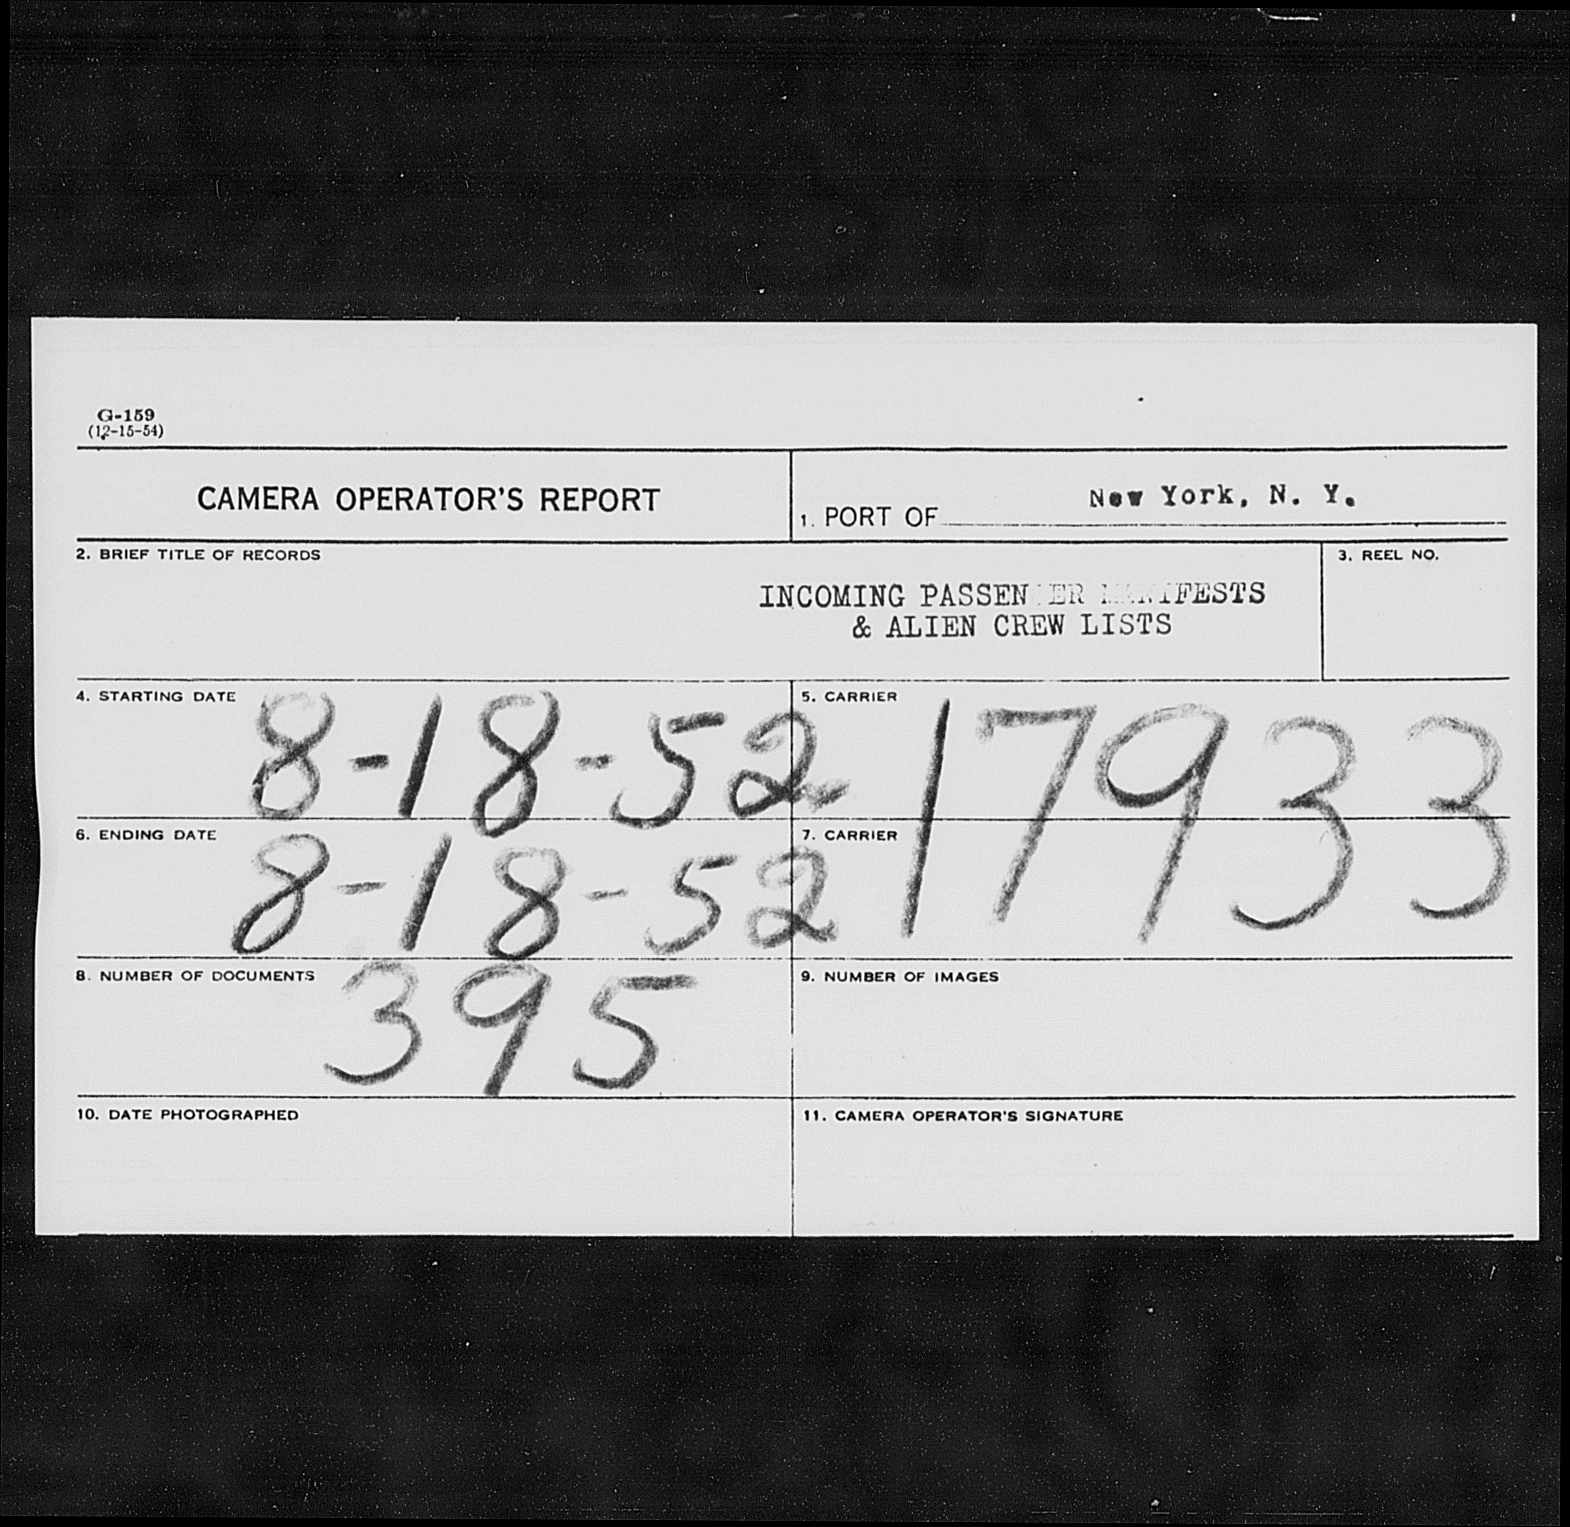 G-159
(12-15-54)
CAMERA OPERATOR'S REPORT
1. PORT OF New York, N. Y.
2. BRIEF TITLE OF RECORDS
3. REEL NO.
INCOMING PASSENGER MANIFESTS
& ALIEN CREW LISTS
4. STARTING DATE 8-18-52
5. CARRIER
17933
6. ENDING DATE 8-18-52
7. CARRIER
8. NUMBER OF DOCUMENTS 395
9. NUMBER OF IMAGES
10. DATE PHOTOGRAPHED
11. CAMERA OPERATOR'S SIGNATURE